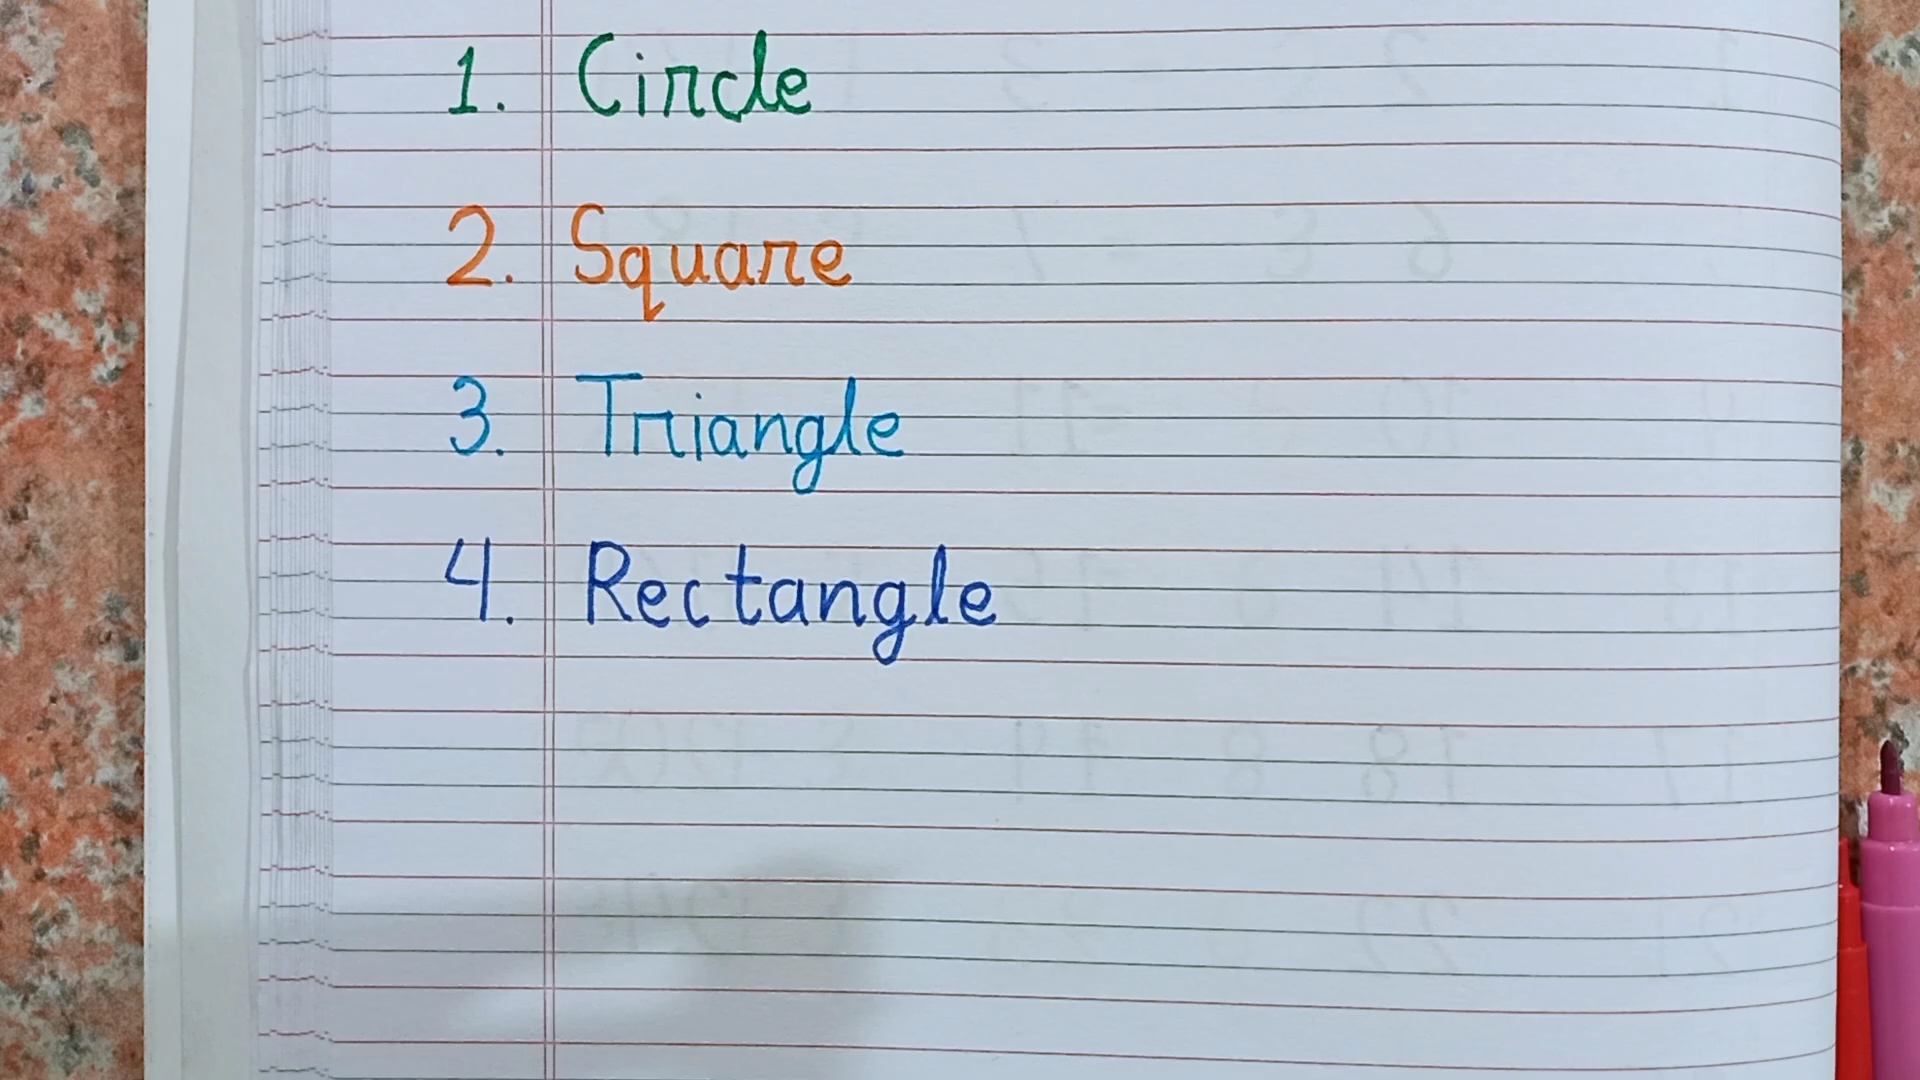 1. Circle
2. Square
3. Triangle
4. Rectangle